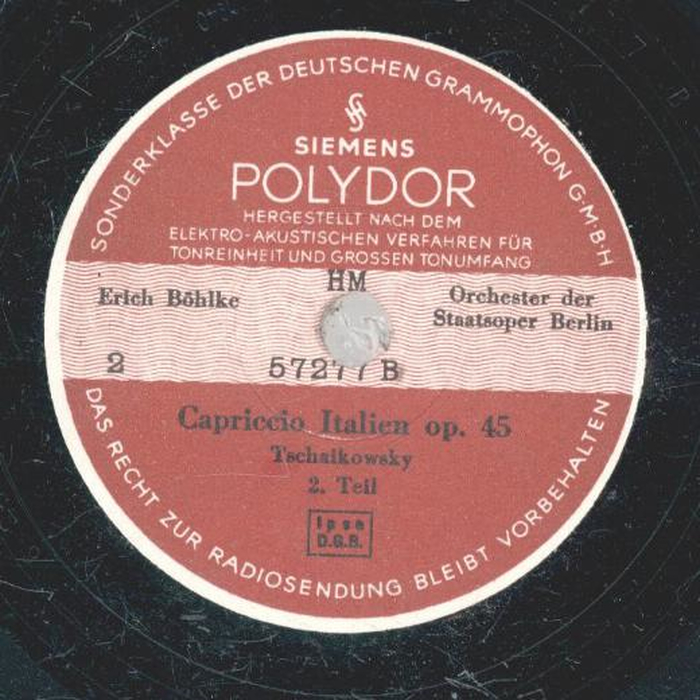 SONDERKLASSE DER DEUTSCHEN GRAMMOPHON G·M·B·H
SIEMENS
POLYDOR
HERGESTELLT NACH DEM
ELEKTRO-AKUSTISCHEN VERFAHREN FÜR
TONREINHEIT UND GROSSEN TONUMFANG
HM
Erich Böhlke
Orchester der
Staatsoper Berlin
2
57277 B
Capriccio Italien op. 45
Tschaikowsky
2. Teil
Ipse
D.G.B.
DAS RECHT ZUR RADIOSENDUNG BLEIBT VORBEHALTEN